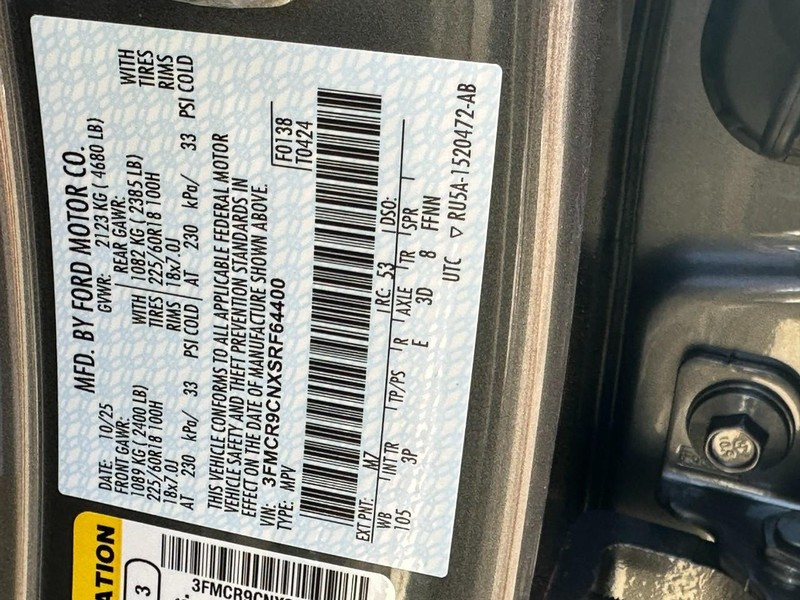 MFD. BY FORD MOTOR CO.
DATE: 10/25 GVWR: 2123 KG ( 4680 LB)
FRONT GAWR: REAR GAWR:
1089 KG ( 2400 LB) WITH 1082 KG ( 2385 LB) WITH
225/60R18 100H TIRES 225/60R18 100H TIRES
18x7.0J RIMS 18x7.0J RIMS
AT 230 kPa/ 33 PSI COLD AT 230 kPa/ 33 PSI COLD
THIS VEHICLE CONFORMS TO ALL APPLICABLE FEDERAL MOTOR
VEHICLE SAFETY AND THEFT PREVENTION STANDARDS IN
EFFECT ON THE DATE OF MANUFACTURE SHOWN ABOVE.
VIN: 3FMCR9CNXSRF64400
TYPE: MPV
F0138
T0424
EXT PNT: M7 RC: 53 DSO:
WB INT TR TP/PS R AXLE TR SPR
105 3P E 3D 8 FFNN
UTC ▽ RU5A-1520472-AB
ATION
3
3FMCR9CNX